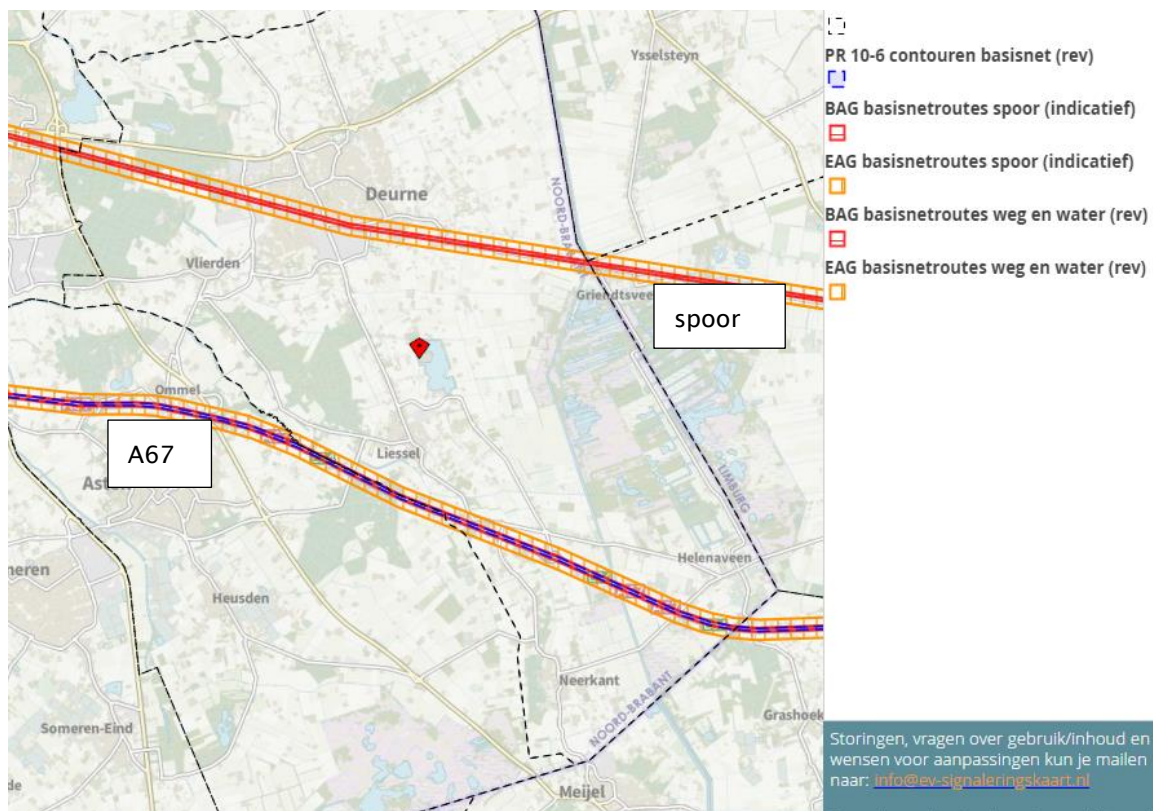 Ysselsteyn
NOORD-BRABANT
Deurne
Vlierden
spoor
Ommel
A67
Liessel
LIMBURG
Helenaveen
Heusden
Neerkant
NOORD-BRABANT
Grashoek
Someren-Eind
Meijel
PR 10-6 contouren basisnet (rev)
BAG basisnetroutes spoor (indicatief)
EAG basisnetroutes spoor (indicatief)
BAG basisnetroutes weg en water (rev)
EAG basisnetroutes weg en water (rev)
Storingen, vragen over gebruik/inhoud en
wensen voor aanpassingen kun je mailen
naar: info@ev-signaleringskaart.nl